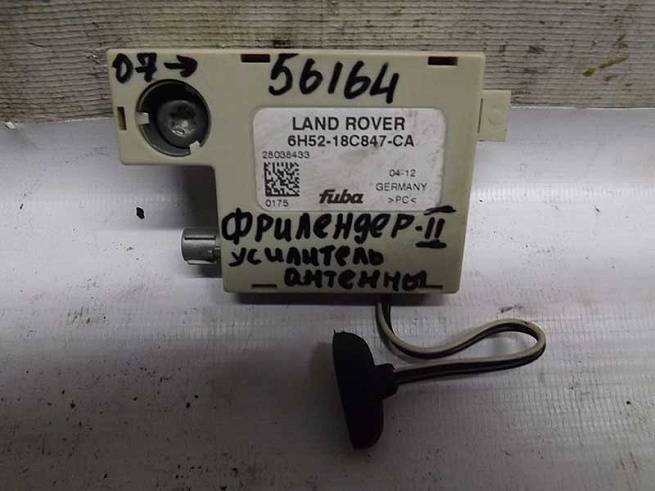 07→
56164
LAND ROVER
6H52-18C847-CA
28038433
04-12
GERMANY
0175
fuba
>PC<
ФРИЛЕНДЕР-II
УСИЛИТЕЛЬ
АНТЕННЫ